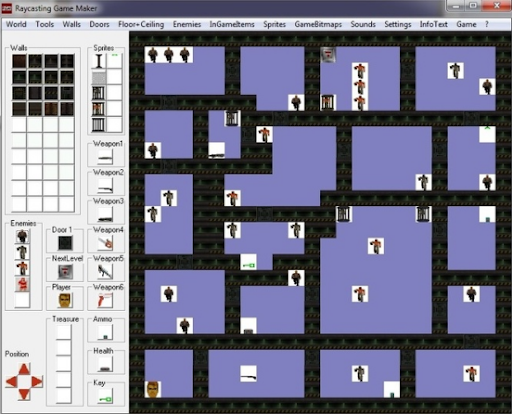 Raycasting Game Maker
World Tools Walls Doors Floor+Ceiling Enemies InGameItems Sprites GameBitmaps Sounds Settings InfoText Game ?
Walls
Sprites
Weapon1
Weapon2
Weapon3
Enemies
Door 1
Weapon4
NextLevel
Weapon5
Player
Weapon6
Treasure
Ammo
Health
Position
Key